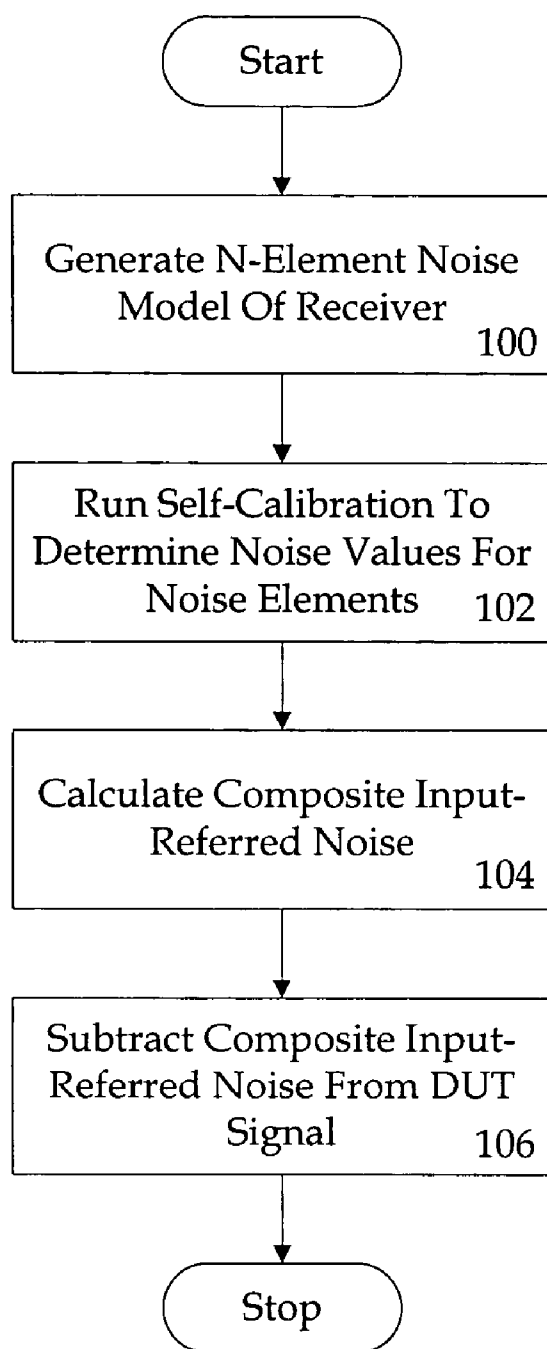 Start
Generate N-Element Noise
Model Of Receiver
100
Run Self-Calibration To
Determine Noise Values For
Noise Elements
102
Calculate Composite Input-
Referred Noise
104
Subtract Composite Input-
Referred Noise From DUT
Signal
106
Stop